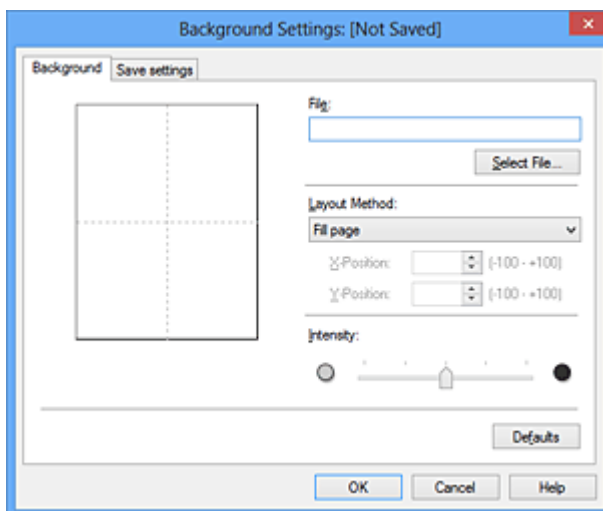 Background Settings: [Not Saved]
Background Save settings
File:
Select File...
Layout Method:
Fill page
X-Position: (-100 - +100)
Y-Position: (-100 - +100)
Intensity:
Defaults
OK Cancel Help